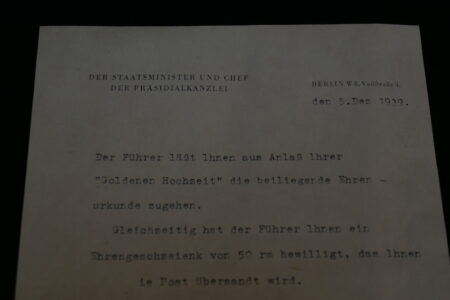 DER STAATSMINISTER UND CHEF
DER PRÄSIDIALKANZLEI
BERLIN W8, Voßstraße 4,
den 5.Dez 1939.
Der Führer läßt Ihnen aus Anlaß Ihrer
"Goldenen Hochzeit" die beiliegende Ehren -
urkunde zugehen.
Gleichzeitig hat der Führer Ihnen ein
Ehrengeschzienk von 50 rm bewilligt, das Ihnen
ie Post Übersandt wird.